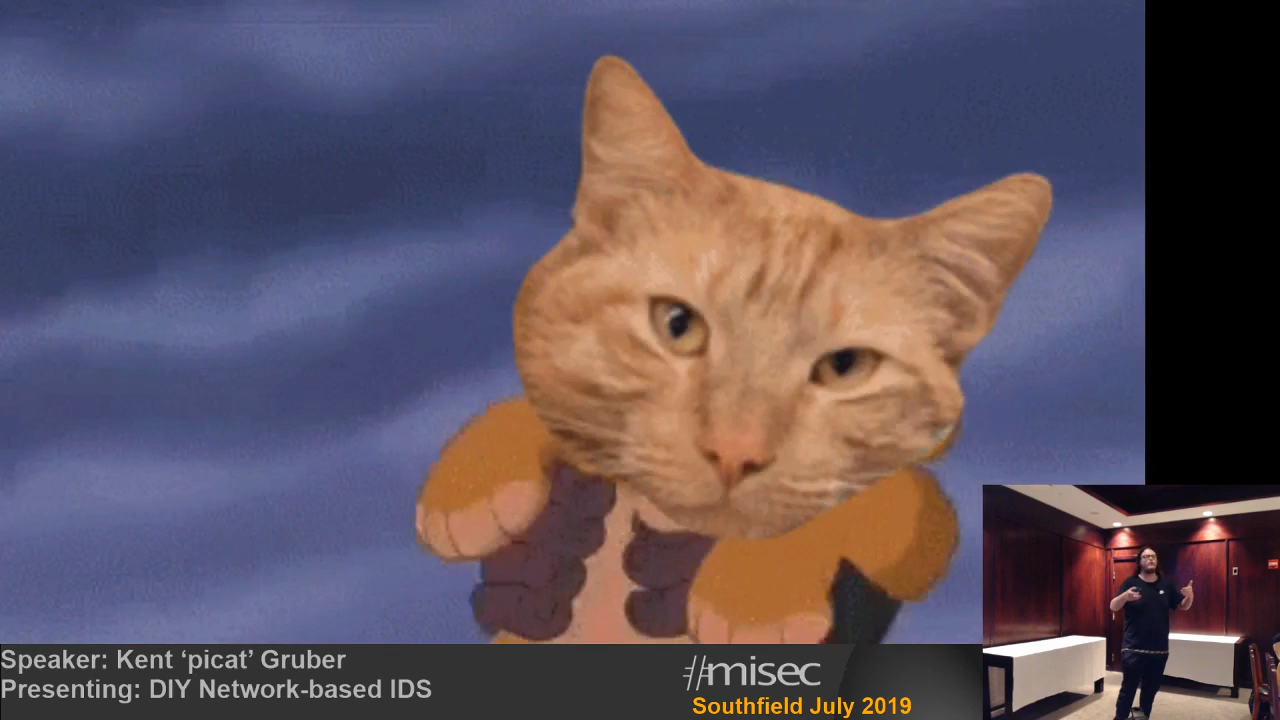 Speaker: Kent ‘picat’ Gruber
Presenting: DIY Network-based IDS
#misec
Southfield July 2019